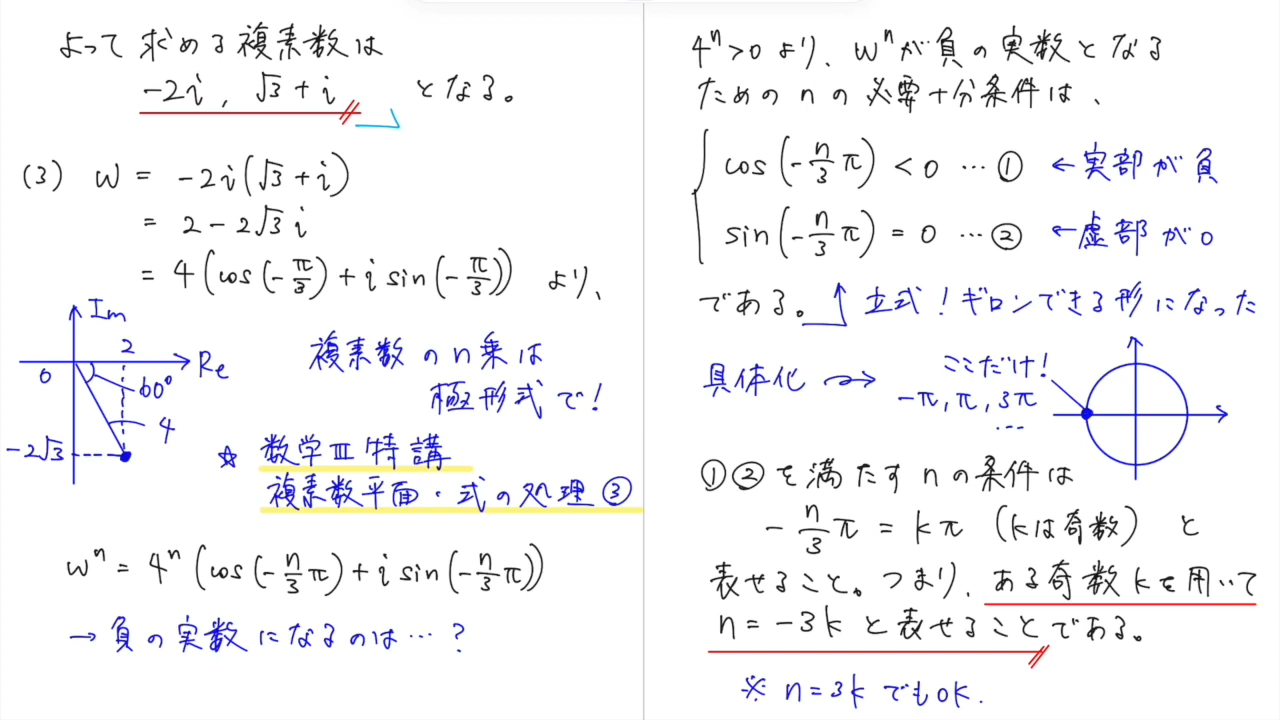 よって求める複素数は
-2i, √3+i となる。
(3) w = -2i(√3+i)
= 2-2√3i
= 4(cos(-π/3)+i sin(-π/3)) より、
Im
2
0
Re
60°
4
-2√3
複素数のn乗は
極形式で!
☆ 数学Ⅲ特講
複素数平面・式の処理③
wⁿ = 4ⁿ(cos(-n/3 π)+i sin(-n/3 π))
→ 負の実数になるのは…?
4ⁿ>0より、wⁿが負の実数となる
ためのnの必要十分条件は、
cos(-n/3 π) < 0 …① ←実部が負
sin(-n/3 π) = 0 …② ←虚部が0
である。 立式!ギロンできる形になった
具体化 ⇝
ここだけ!
-π, π, 3π
…
①②を満たすnの条件は
-n/3 π = kπ (kは奇数) と
表せること。つまり、ある奇数kを用いて
n=-3kと表せることである。
※ n=3kでもOK.